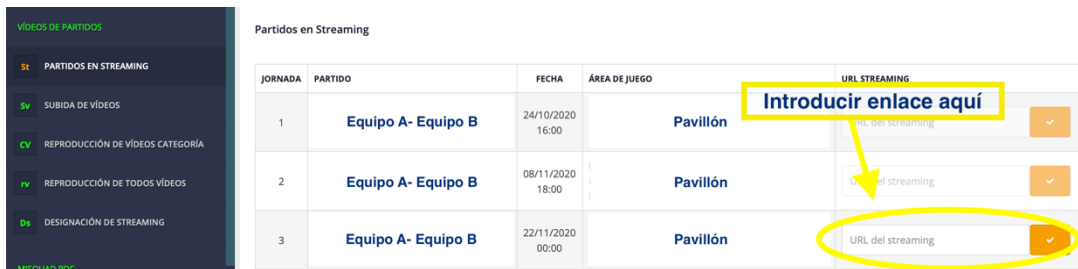 VÍDEOS DE PARTIDOS
St PARTIDOS EN STREAMING
Sv SUBIDA DE VÍDEOS
CV REPRODUCCIÓN DE VÍDEOS CATEGORÍA
rv REPRODUCCIÓN DE TODOS VÍDEOS
Ds DESIGNACIÓN DE STREAMING
Partidos en Streaming
JORNADA PARTIDO FECHA ÁREA DE JUEGO URL STREAMING
Introducir enlace aquí
1 Equipo A- Equipo B 24/10/2020 16:00 Pavillón URL del streaming
2 Equipo A- Equipo B 08/11/2020 18:00 Pavillón streaming
3 Equipo A- Equipo B 22/11/2020 00:00 Pavillón URL del streaming